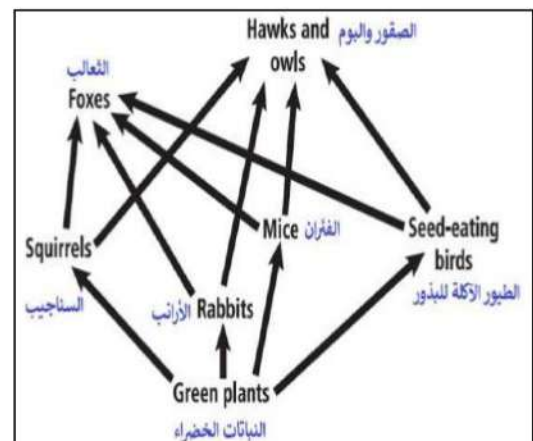 Hawks and الصقور والبوم
owls
الثعالب
Foxes
Squirrels
السناجيب
Mice الفئران
Seed-eating
birds
الطيور الآكلة للبذور
الأرانب Rabbits
Green plants
النباتات الخضراء